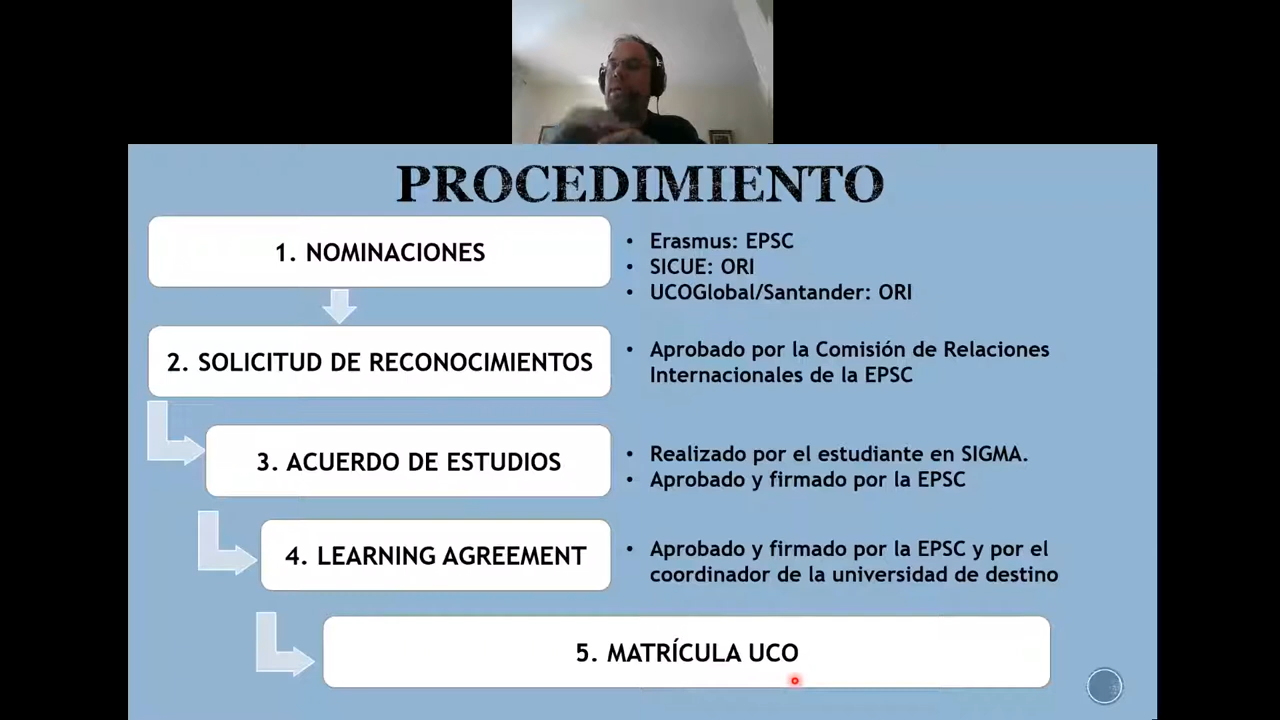 PROCEDIMIENTO
1. NOMINACIONES
• Erasmus: EPSC
• SICUE: ORI
• UCOGlobal/Santander: ORI
2. SOLICITUD DE RECONOCIMIENTOS
• Aprobado por la Comisión de Relaciones
Internacionales de la EPSC
3. ACUERDO DE ESTUDIOS
• Realizado por el estudiante en SIGMA.
• Aprobado y firmado por la EPSC
4. LEARNING AGREEMENT
• Aprobado y firmado por la EPSC y por el
coordinador de la universidad de destino
5. MATRÍCULA UCO